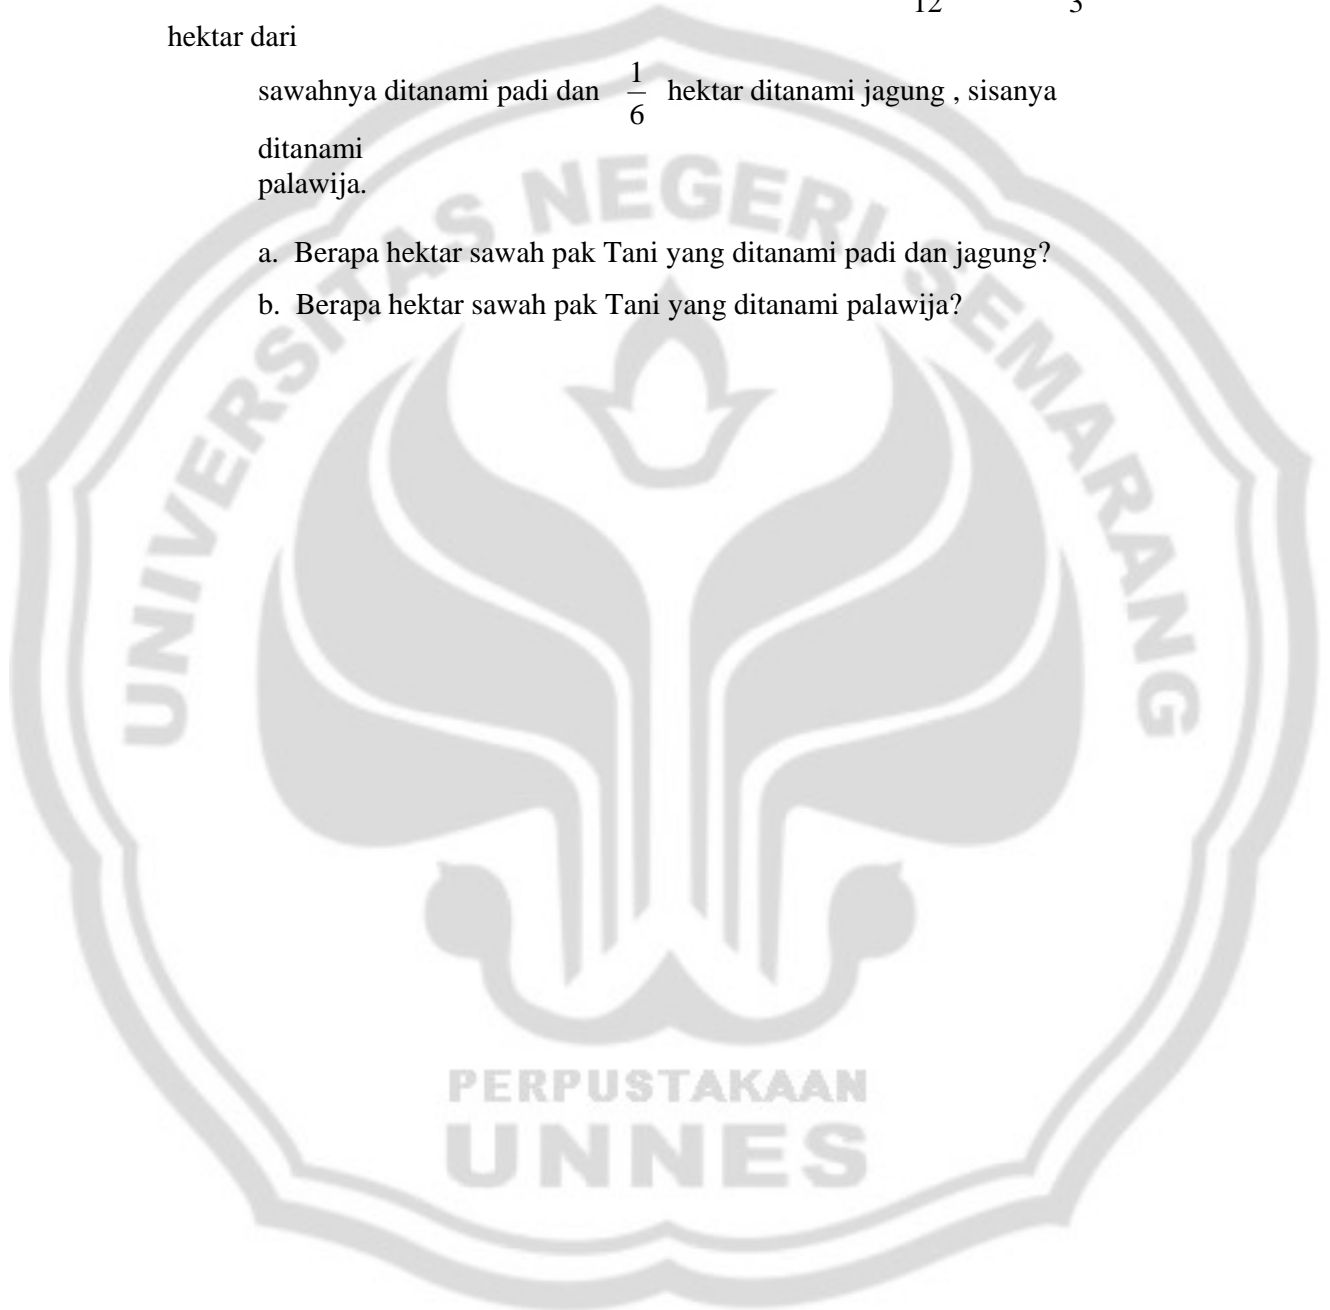 12 3
hektar dari
sawahnya ditanami padi dan 1/6 hektar ditanami jagung , sisanya
ditanami
palawija.
a. Berapa hektar sawah pak Tani yang ditanami padi dan jagung?
b. Berapa hektar sawah pak Tani yang ditanami palawija?
UNIVERSITAS NEGERI SEMARANG
PERPUSTAKAAN
UNNES